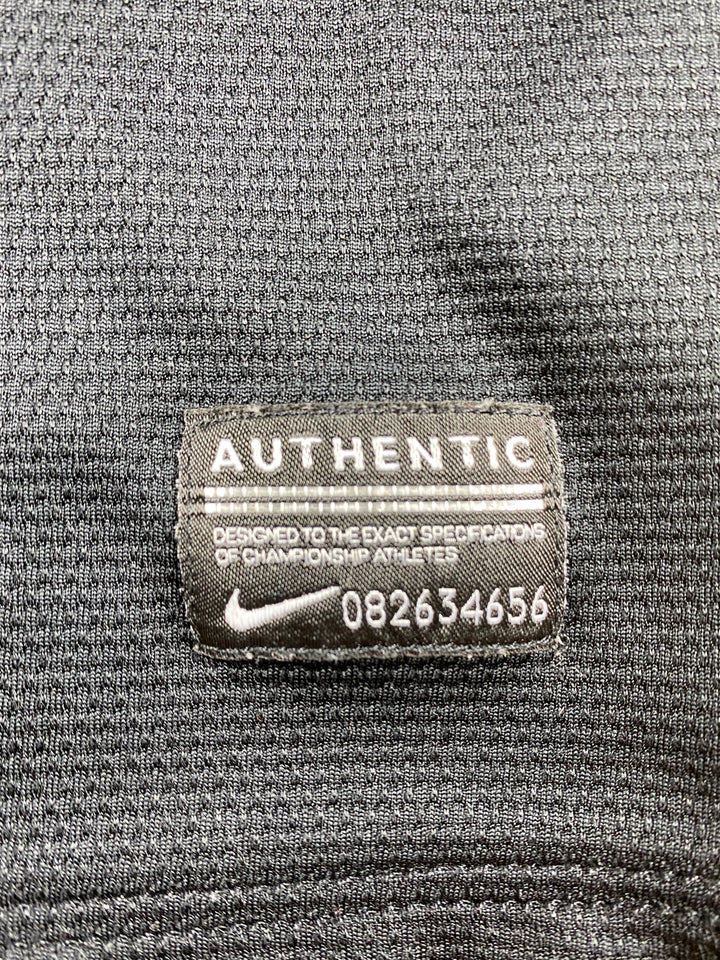 AUTHENTIC
DESIGNED TO THE EXACT SPECIFICATIONS
OF CHAMPIONSHIP ATHLETES
082634656